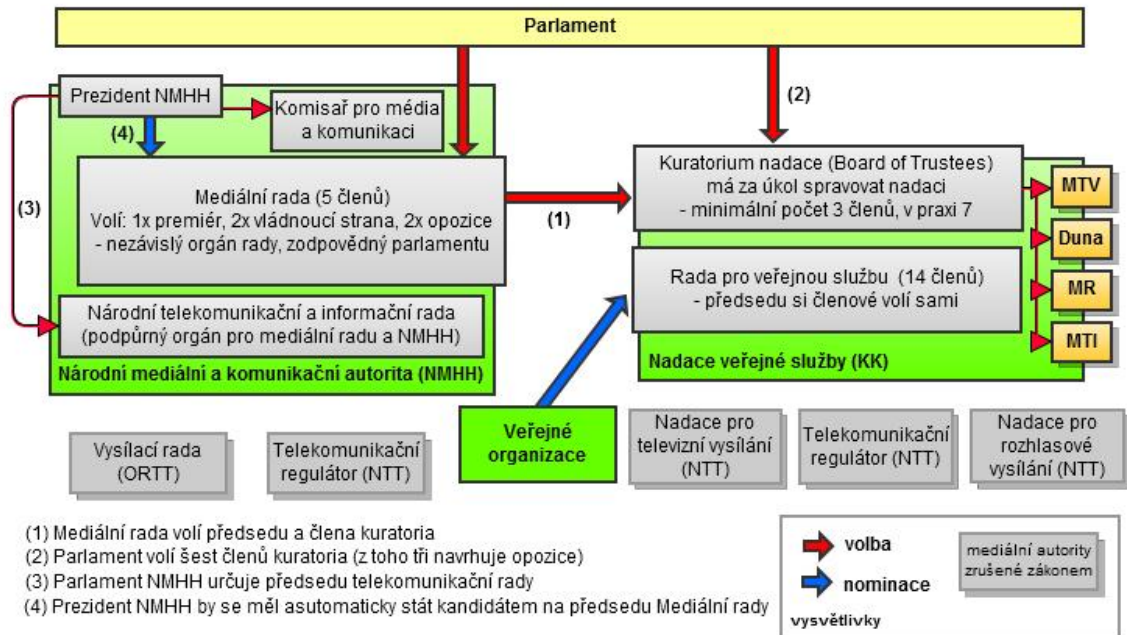 Parlament
Prezident NMHH
Komisař pro média
a komunikaci
(4)
(2)
(3)
Mediální rada (5 členů)
Volí: 1x premiér, 2x vládnoucí strana, 2x opozice
- nezávislý orgán rady, zodpovědný parlamentu
(1)
Kuratorium nadace (Board of Trustees)
má za úkol spravovat nadaci
- minimální počet 3 členů, v praxi 7
MTV
Duna
MR
MTI
Rada pro veřejnou službu (14 členů)
- předsedu si členové volí sami
Národní telekomunikační a informační rada
(podpůrný orgán pro mediální radu a NMHH)
Národní mediální a komunikační autorita (NMHH)
Nadace veřejné služby (KK)
Vysílací rada
(ORTT)
Telekomunikační
regulátor (NTT)
Veřejné
organizace
Nadace pro
televizní vysílání
(NTT)
Telekomunikační
regulátor (NTT)
Nadace pro
rozhlasové
vysílání (NTT)
(1) Mediální rada volí předsedu a člena kuratoria
(2) Parlament volí šest členů kuratoria (z toho tři navrhuje opozice)
(3) Parlament NMHH určuje předsedu telekomunikační rady
(4) Prezident NMHH by se měl asutomaticky stát kandidátem na předsedu Mediální rady
volba
nominace
vysvětlivky
mediální autority
zrušené zákonem